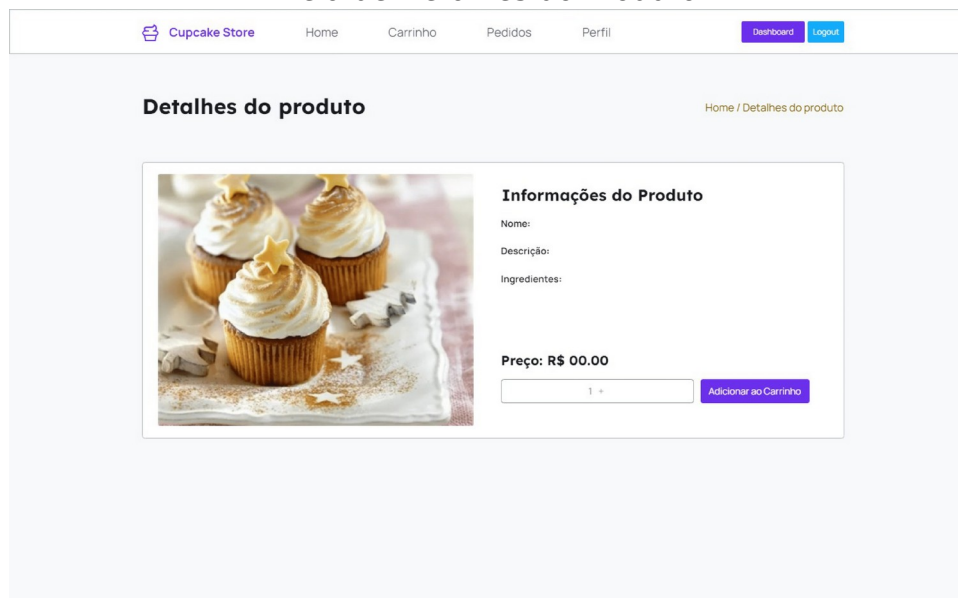 Cupcake Store Home Carrinho Pedidos Perfil Dashboard Logout
Detalhes do produto
Home / Detalhes do produto
Informações do Produto
Nome:
Descrição:
Ingredientes:
Preço: R$ 00.00
1 + Adicionar ao Carrinho